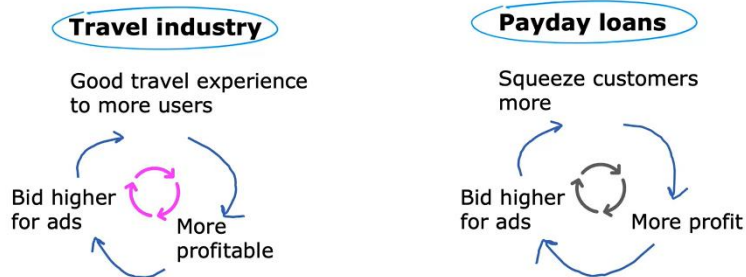 Travel industry
Good travel experience
to more users
Bid higher
for ads
More
profitable
Payday loans
Squeeze customers
more
Bid higher
for ads
More profit